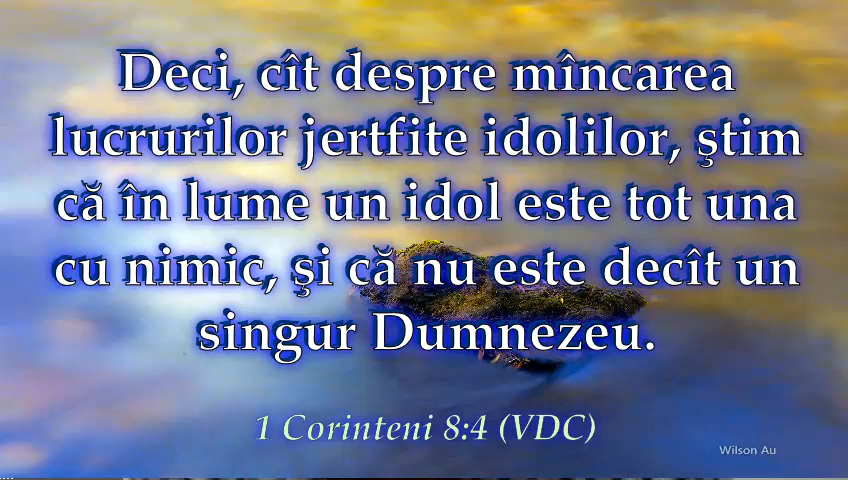 Deci, cît despre mîncarea
lucrurilor jertfite idolilor, ştim
că în lume un idol este tot una
cu nimic, şi că nu este decît un
singur Dumnezeu.
1 Corinteni 8:4 (VDC)
Wilson Au